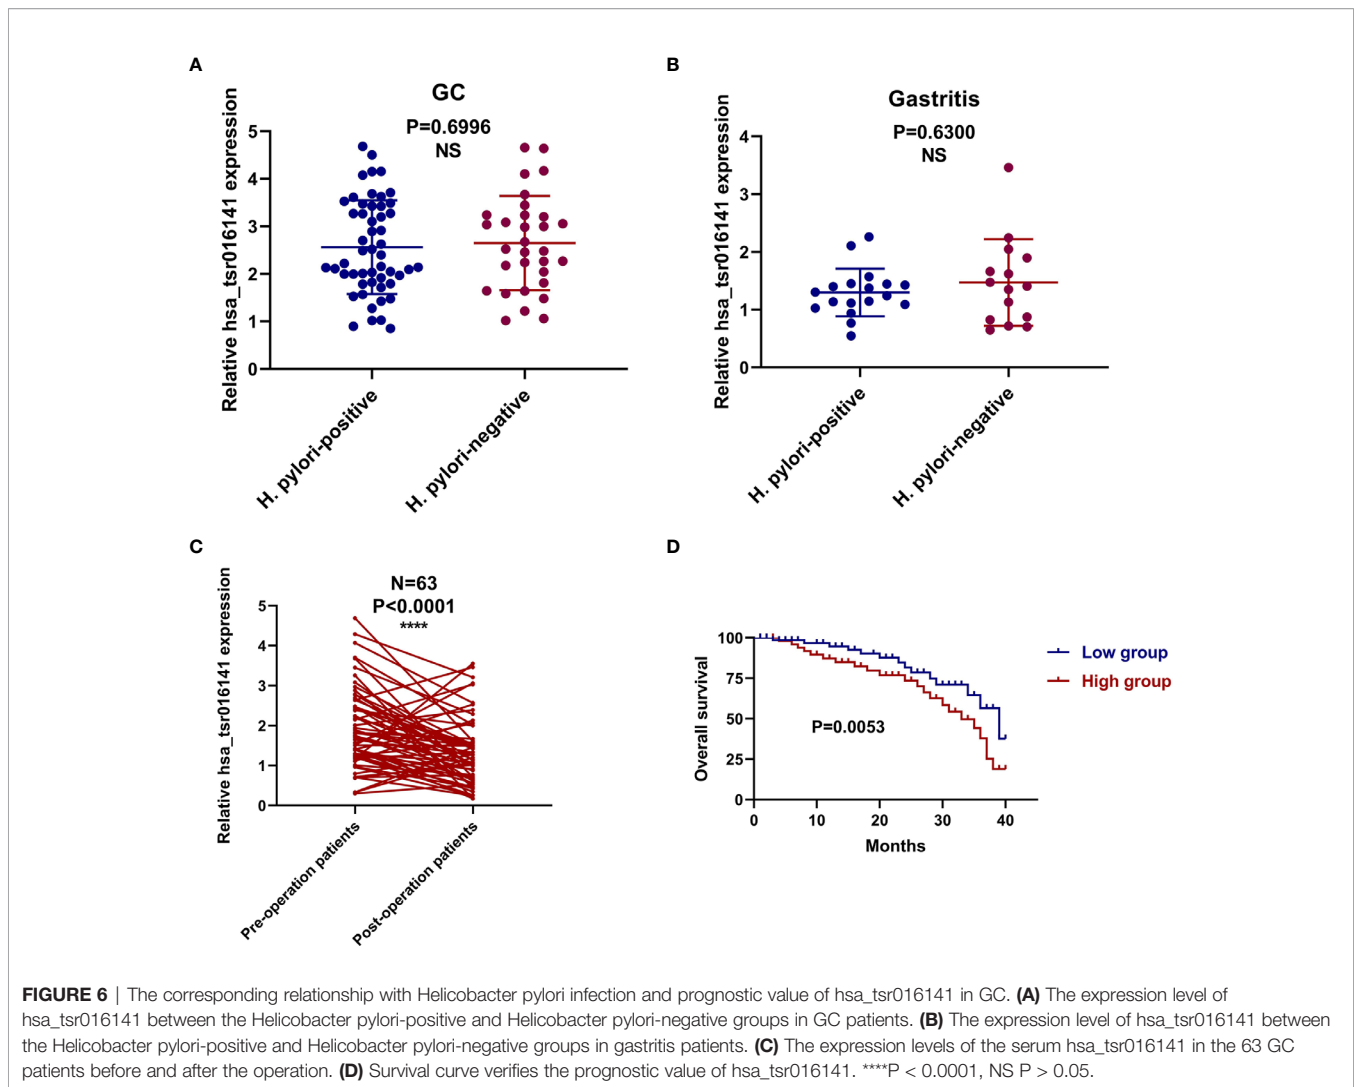 A
GC
P=0.6996
NS
Relative hsa_tsr016141 expression
5
4
3
2
1
0
H. pylori-positive
H. pylori-negative
B
Gastritis
P=0.6300
NS
Relative hsa_tsr016141 expression
4
3
2
1
0
H. pylori-positive
H. pylori-negative
C
N=63
P<0.0001
****
Relative hsa_tsr016141 expression
5
4
3
2
1
0
Pre-operation patients
Post-operation patients
D
Overall survival
100
75
50
25
0
P=0.0053
0 10 20 30 40
Months
Low group
High group
FIGURE 6 | The corresponding relationship with Helicobacter pylori infection and prognostic value of hsa_tsr016141 in GC. (A) The expression level of
hsa_tsr016141 between the Helicobacter pylori-positive and Helicobacter pylori-negative groups in GC patients. (B) The expression level of hsa_tsr016141 between
the Helicobacter pylori-positive and Helicobacter pylori-negative groups in gastritis patients. (C) The expression levels of the serum hsa_tsr016141 in the 63 GC
patients before and after the operation. (D) Survival curve verifies the prognostic value of hsa_tsr016141. ****P < 0.0001, NS P > 0.05.